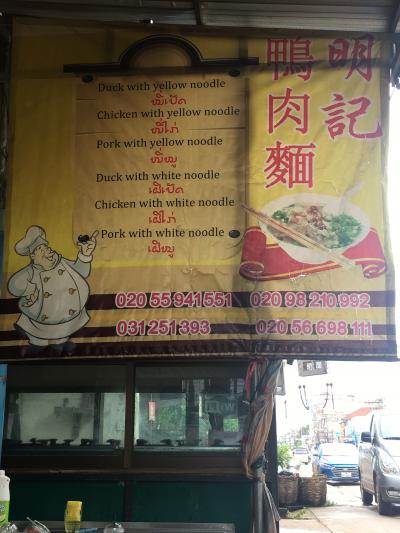 Duck with yellow noodle
ໝີ່ເປັດ
Chicken with yellow noodle
ໝີ່ໄກ່
Pork with yellow noodle
ໝີ່ໝູ
Duck with white noodle
ເຝີເປັດ
Chicken with white noodle
ເຝີໄກ່
Pork with white noodle
ເຝີໝູ
明記
鴨肉麵
020 55 941 551
020 98 210 992
031 251 393
020 56 698 111